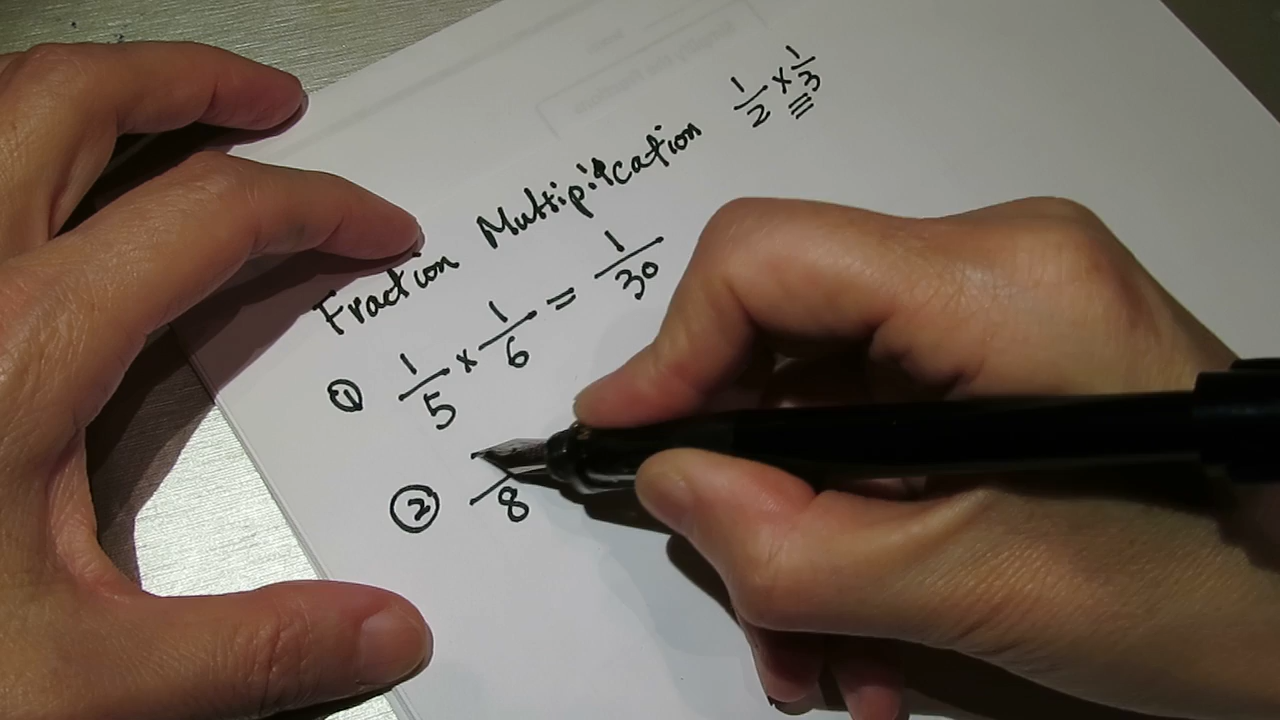 Fraction Multiplication 1/2 × 1/3
① 1/5 × 1/6 = 1/30
② /8